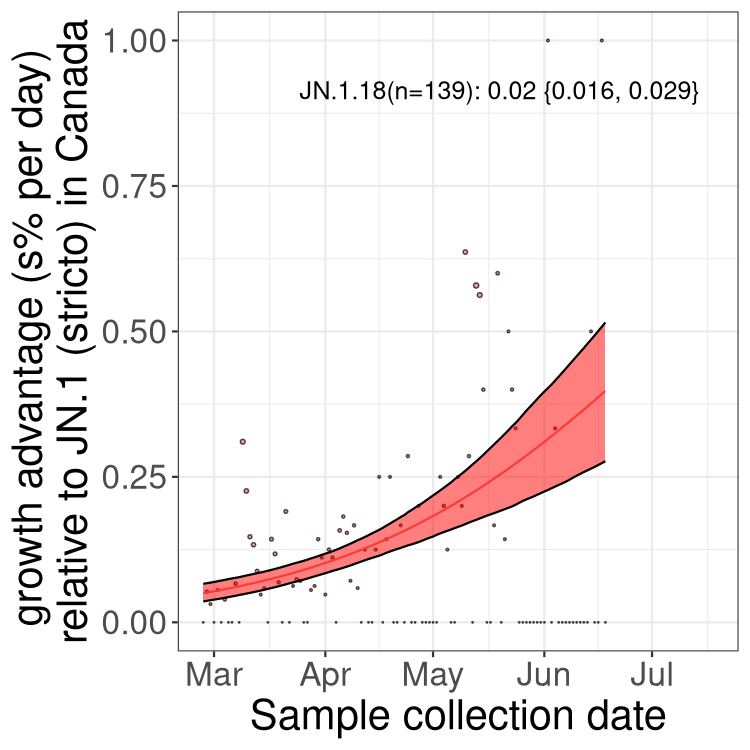 growth advantage (s% per day)
relative to JN.1 (stricto) in Canada
1.00
0.75
0.50
0.25
0.00
JN.1.18(n=139): 0.02 {0.016, 0.029}
Mar Apr May Jun Jul
Sample collection date